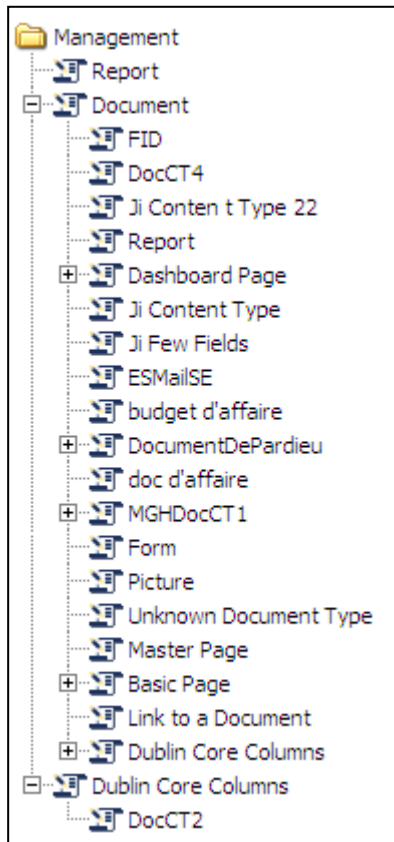 Management
Report
Document
FID
DocCT4
Ji Conten t Type 22
Report
Dashboard Page
Ji Content Type
Ji Few Fields
ESMailSE
budget d'affaire
DocumentDePardieu
doc d'affaire
MGHDocCT1
Form
Picture
Unknown Document Type
Master Page
Basic Page
Link to a Document
Dublin Core Columns
Dublin Core Columns
DocCT2